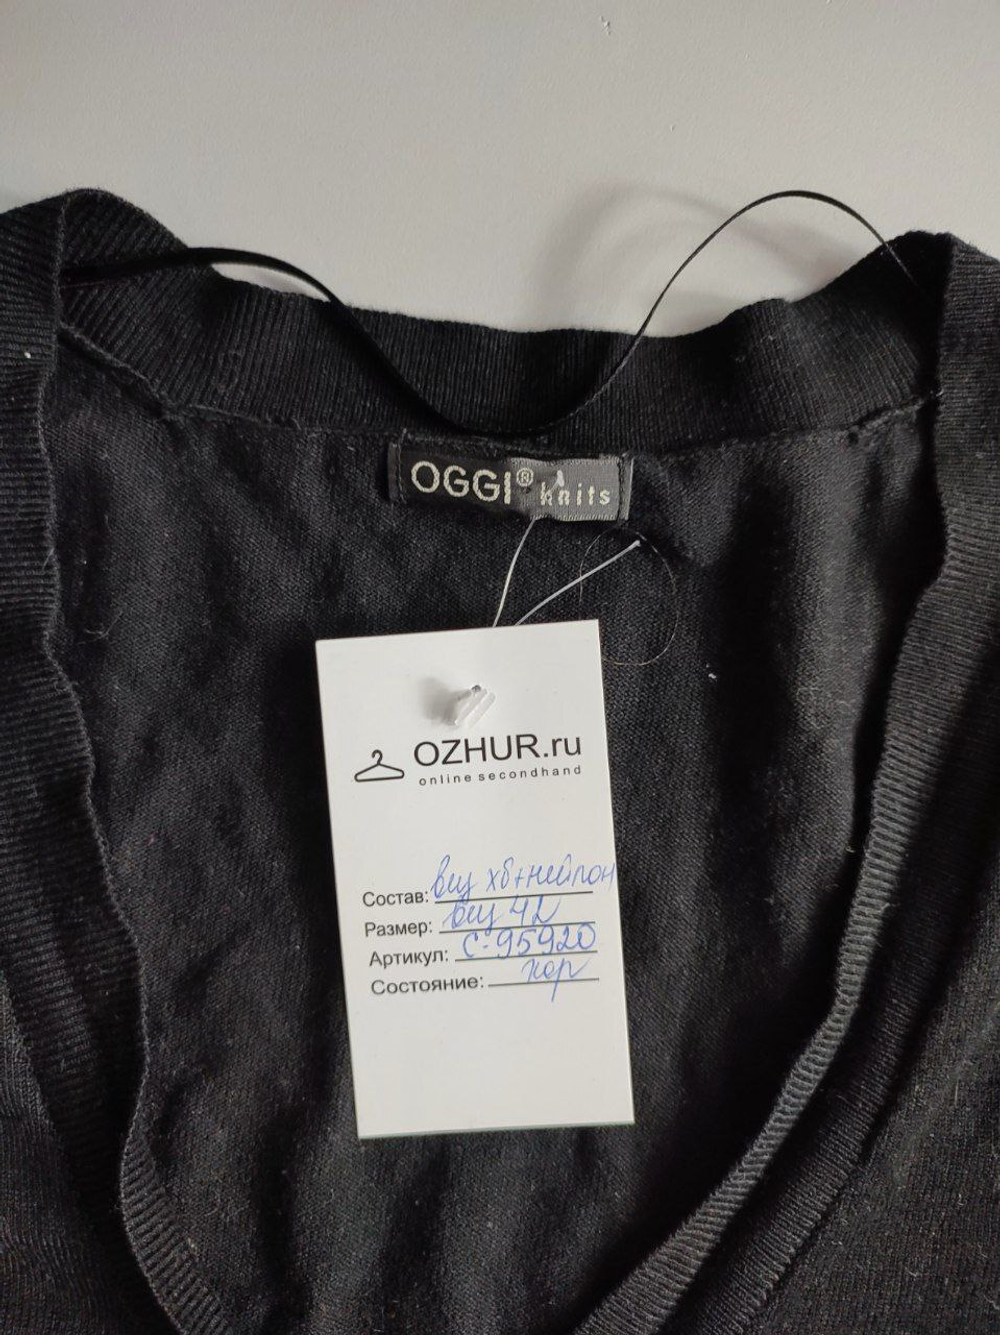 OGGI® knits
OZHUR.ru
online secondhand
Состав: виз хб+нейлон
Размер: виз 42
Артикул: С-95920
Состояние: хор